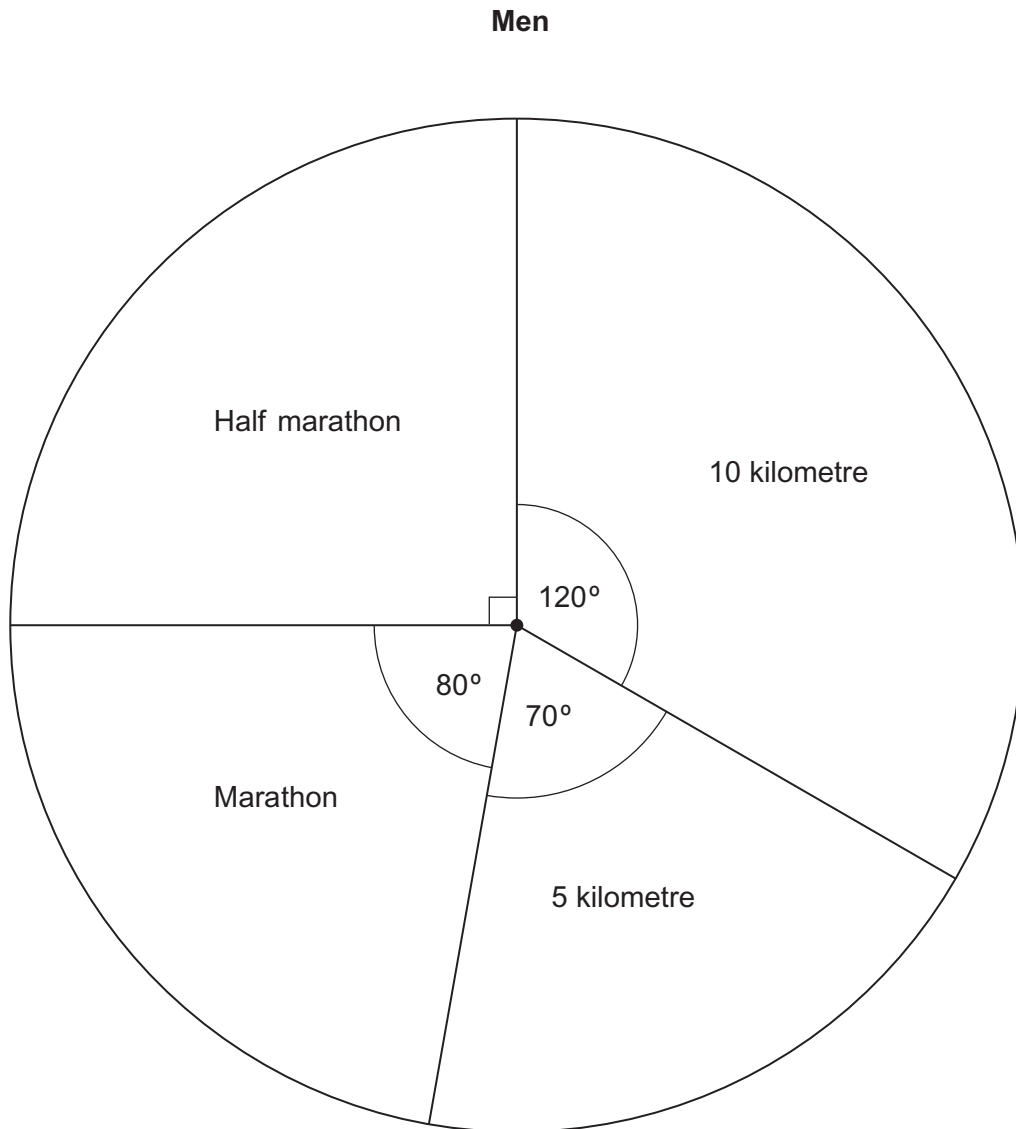 Men
Half marathon
10 kilometre
120º
80º
70º
Marathon
5 kilometre